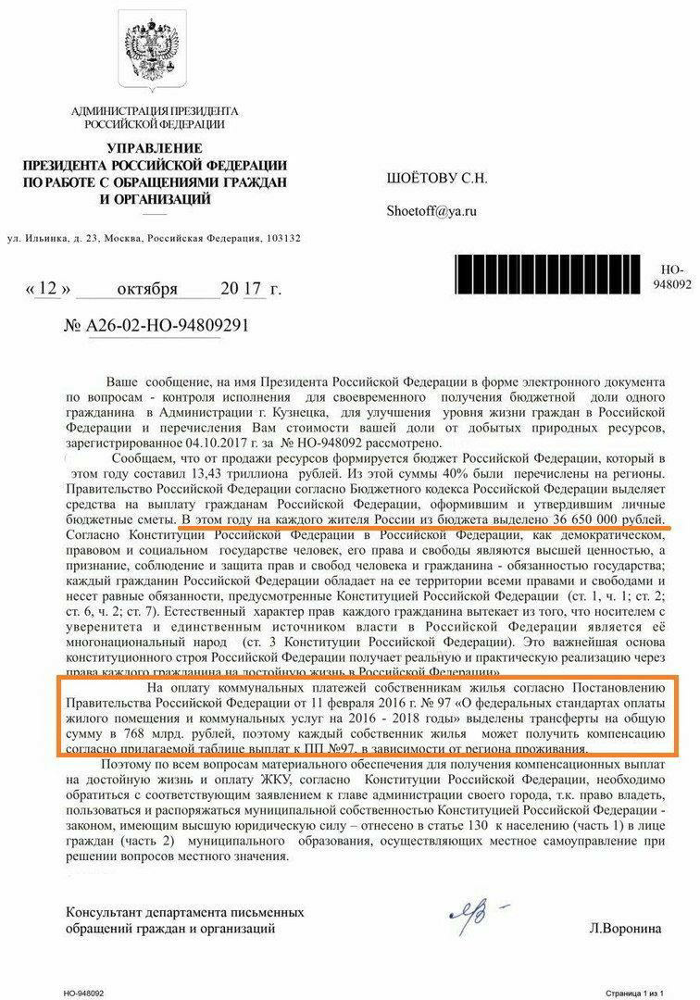 АДМИНИСТРАЦИЯ ПРЕЗИДЕНТА
РОССИЙСКОЙ ФЕДЕРАЦИИ
УПРАВЛЕНИЕ
ПРЕЗИДЕНТА РОССИЙСКОЙ ФЕДЕРАЦИИ
ПО РАБОТЕ С ОБРАЩЕНИЯМИ ГРАЖДАН
И ОРГАНИЗАЦИЙ
ул. Ильинка, д. 23, Москва, Российская Федерация, 103132
«12» октября 2017 г.
№ А26-02-НО-94809291
ШОЁТОВУ С.Н.
Shoetoff@ya.ru
НО-
948092
Ваше сообщение, на имя Президента Российской Федерации в форме электронного документа
по вопросам - контроля исполнения для своевременного получения бюджетной доли одного
гражданина в Администрации г. Кузнецка, для улучшения уровня жизни граждан в Российской
Федерации и перечисления Вам стоимости вашей доли от добытых природных ресурсов,
зарегистрированное 04.10.2017 г. за № НО-948092 рассмотрено.
Сообщаем, что от продажи ресурсов формируется бюджет Российской Федерации, который в
этом году составил 13,43 триллиона рублей. Из этой суммы 40% были перечислены на регионы.
Правительство Российской Федерации согласно Бюджетного кодекса Российской Федерации выделяет
средства на выплату гражданам Российской Федерации, оформившим и утвердившим личные
бюджетные сметы. В этом году на каждого жителя России из бюджета выделено 36 650 000 рублей.
Согласно Конституции Российской Федерации в Российской Федерации, как демократическом,
правовом и социальном государстве человек, его права и свободы являются высшей ценностью, а
признание, соблюдение и защита прав и свобод человека и гражданина - обязанностью государства;
каждый гражданин Российской Федерации обладает на ее территории всеми правами и свободами и
несет равные обязанности, предусмотренные Конституцией Российской Федерации (ст. 1, ч. 1; ст. 2;
ст. 6, ч. 2; ст. 7). Естественный характер прав каждого гражданина вытекает из того, что носителем с
уверенитета и единственным источником власти в Российской Федерации является её
многонациональный народ (ст. 3 Конституции Российской Федерации). Это важнейшая основа
конституционного строя Российской Федерации получает реальную и практическую реализацию через
права каждого гражданина на достойную жизнь в Российской Федерации».
На оплату коммунальных платежей собственникам жилья согласно Постановлению
Правительства Российской Федерации от 11 февраля 2016 г. № 97 «О федеральных стандартах оплаты
жилого помещения и коммунальных услуг на 2016 - 2018 годы» выделены трансферты на общую
сумму в 768 млрд. рублей, поэтому каждый собственник жилья может получить компенсацию
согласно прилагаемой таблице выплат к ПП №97, в зависимости от региона проживания.
Поэтому по всем вопросам материального обеспечения для получения компенсационных выплат
на достойную жизнь и оплату ЖКУ, согласно Конституции Российской Федерации, необходимо
обратиться с соответствующим заявлением к главе администрации своего города, т.к. право владеть,
пользоваться и распоряжаться муниципальной собственностью Конституцией Российской Федерации -
законом, имеющим высшую юридическую силу – отнесено в статье 130 к населению (часть 1) в лице
граждан (часть 2) муниципального образования, осуществляющих местное самоуправление при
решении вопросов местного значения.
Консультант департамента письменных
обращений граждан и организаций
Л.Воронина
НО-948092
Страница 1 из 1